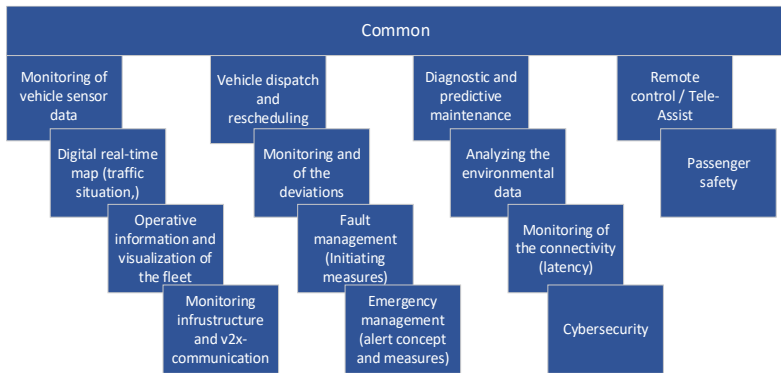 Common
Monitoring of
vehicle sensor
data
Digital real-time
map (traffic
situation,)
Operative
information and
visualization of
the fleet
Monitoring
infrustructure
and v2x-
communication
Vehicle dispatch
and
rescheduling
Monitoring and
of the deviations
Fault
management
(Initiating
measures)
Emergency
management
(alert concept
and measures)
Diagnostic and
predictive
maintenance
Analyzing the
environmental
data
Monitoring of
the connectivity
(latency)
Cybersecurity
Remote
control / Tele-
Assist
Passenger
safety